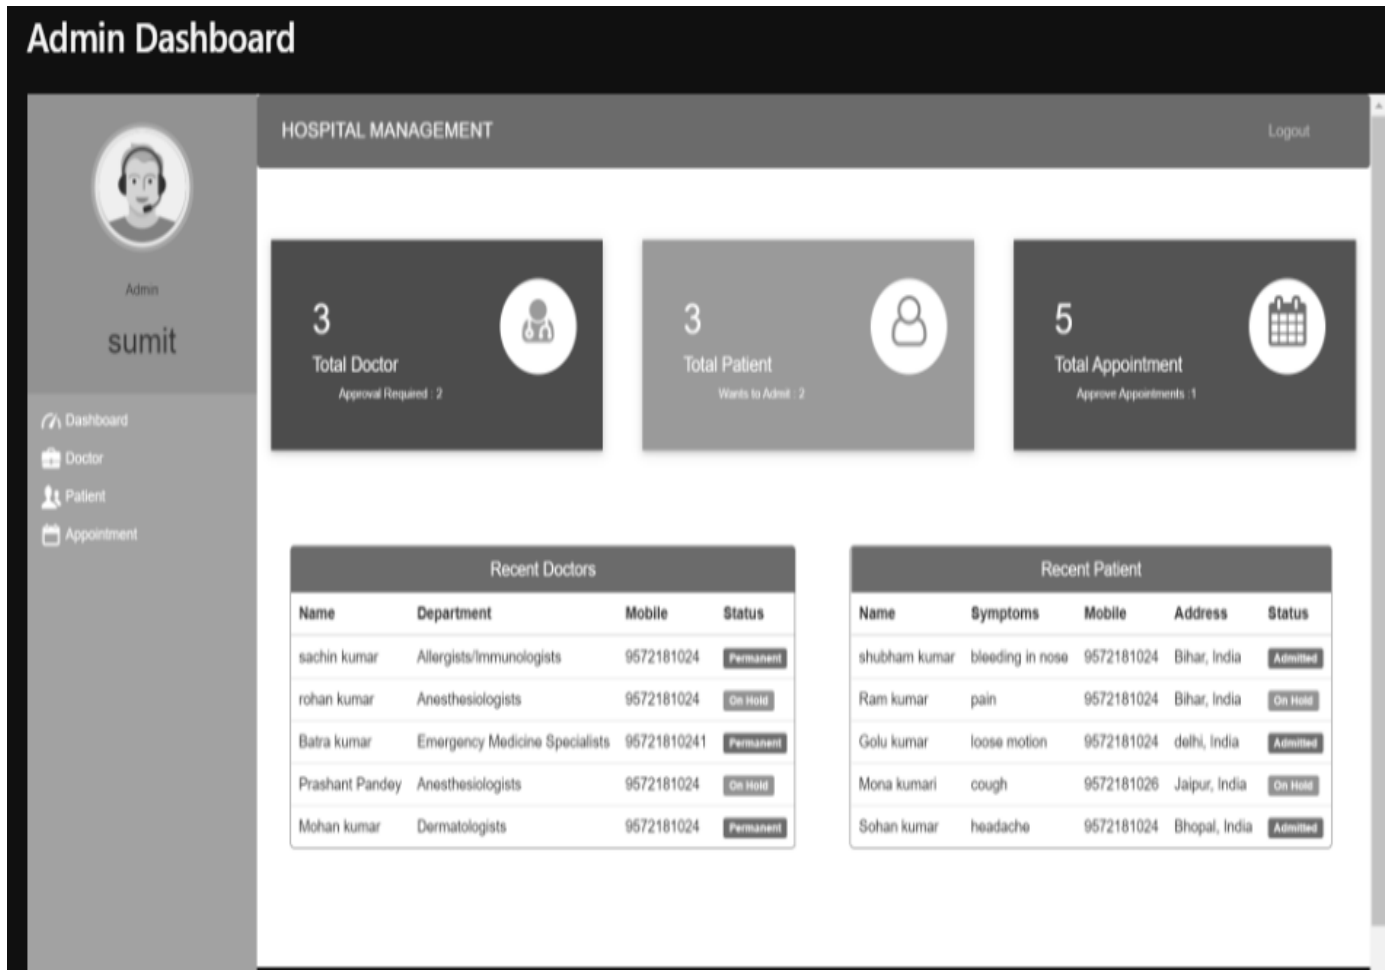 Admin Dashboard
HOSPITAL MANAGEMENT
Logout
Admin
sumit
Dashboard
Doctor
Patient
Appointment
3
Total Doctor
Approval Required : 2
3
Total Patient
Wants to Admit : 2
5
Total Appointment
Approve Appointments :1
Recent Doctors
Name Department Mobile Status
sachin kumar Allergists/Immunologists 9572181024 Permanent
rohan kumar Anesthesiologists 9572181024 On Hold
Batra kumar Emergency Medicine Specialists 95721810241 Permanent
Prashant Pandey Anesthesiologists 9572181024 On Hold
Mohan kumar Dermatologists 9572181024 Permanent
Recent Patient
Name Symptoms Mobile Address Status
shubham kumar bleeding in nose 9572181024 Bihar, India Admitted
Ram kumar pain 9572181024 Bihar, India On Hold
Golu kumar loose motion 9572181024 delhi, India Admitted
Mona kumari cough 9572181026 Jaipur, India On Hold
Sohan kumar headache 9572181024 Bhopal, India Admitted